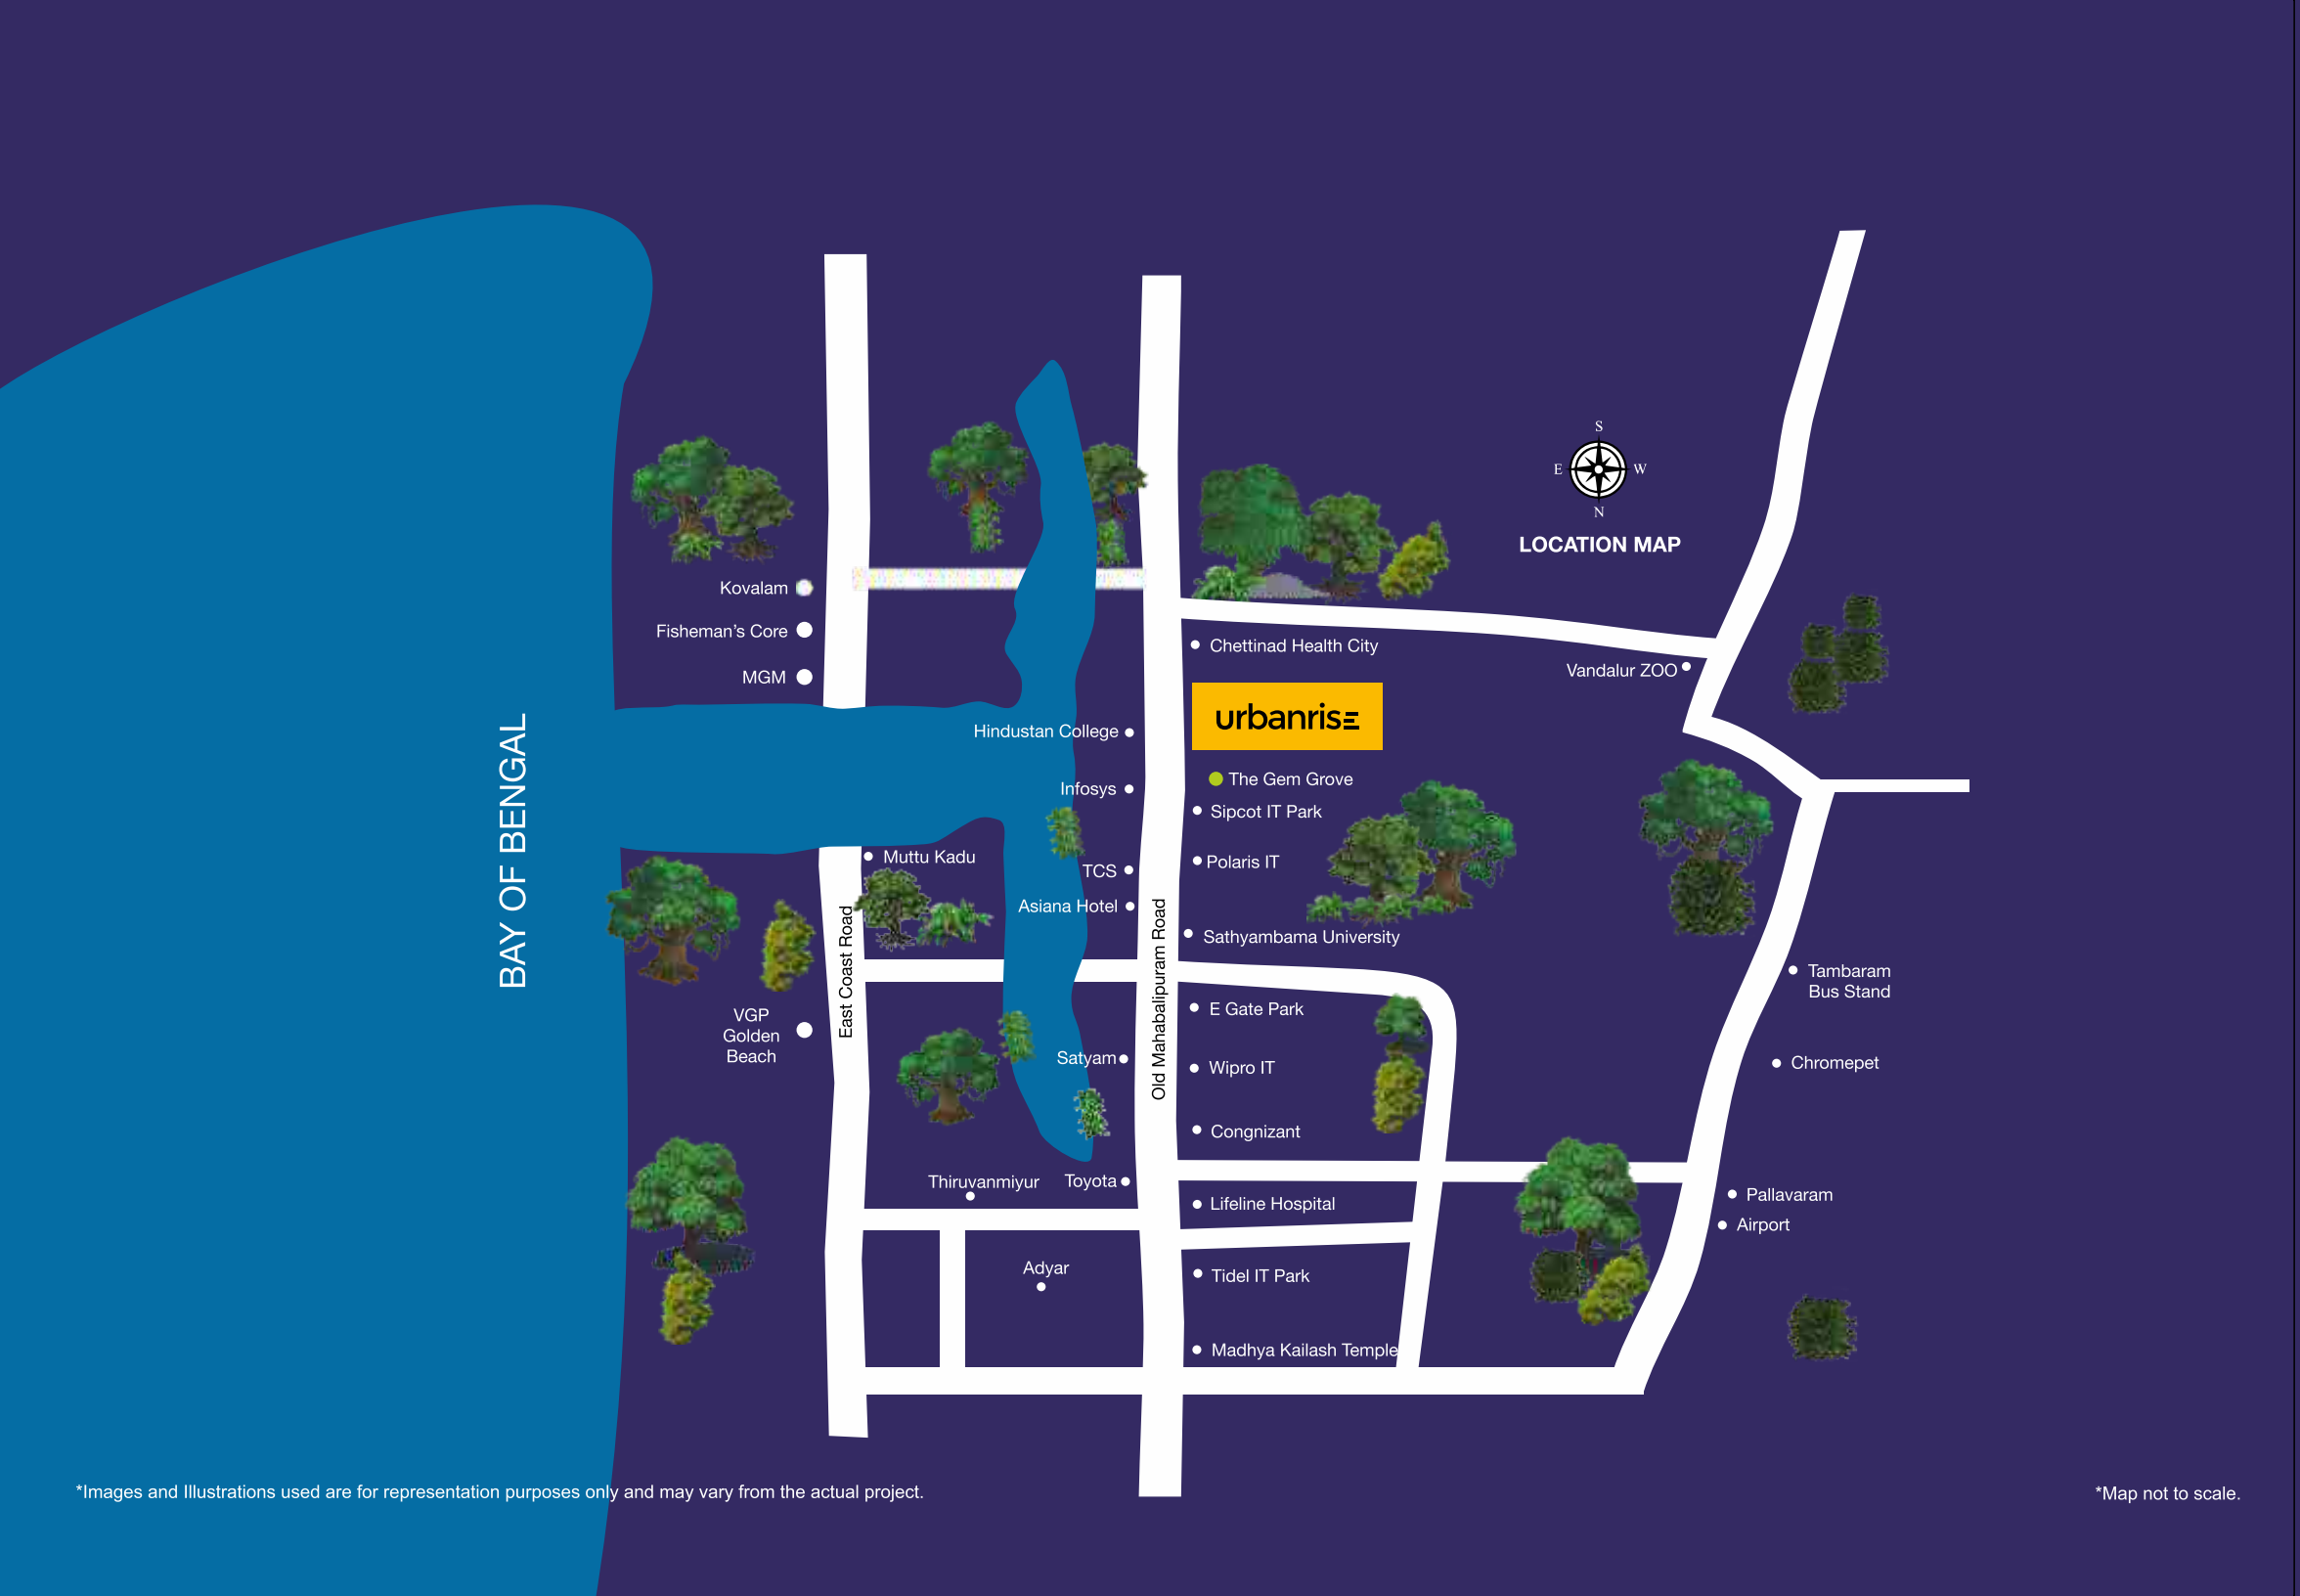 S
E W
N
LOCATION MAP
Kovalam
Fisheman's Core
MGM
Chettinad Health City
Vandalur ZOO
urbanrise
Hindustan College
The Gem Grove
Infosys
Sipcot IT Park
BAY OF BENGAL
Muttu Kadu
Polaris IT
TCS
Asiana Hotel
East Coast Road
Old Mahabalipuram Road
Sathyambama University
Tambaram
Bus Stand
VGP
Golden
Beach
E Gate Park
Satyam
Wipro IT
Chromepet
Congnizant
Thiruvanmiyur
Toyota
Lifeline Hospital
Pallavaram
Airport
Adyar
Tidel IT Park
Madhya Kailash Temple
*Images and Illustrations used are for representation purposes only and may vary from the actual project.
*Map not to scale.